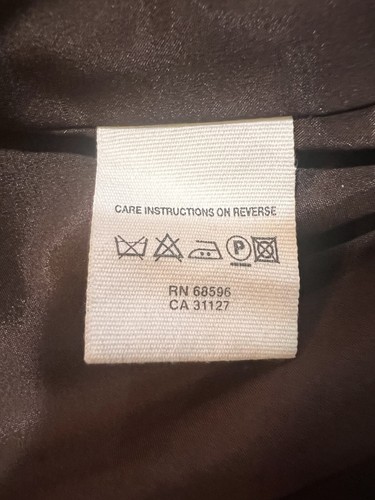 CARE INSTRUCTIONS ON REVERSE
P
RN 68596
CA 31127